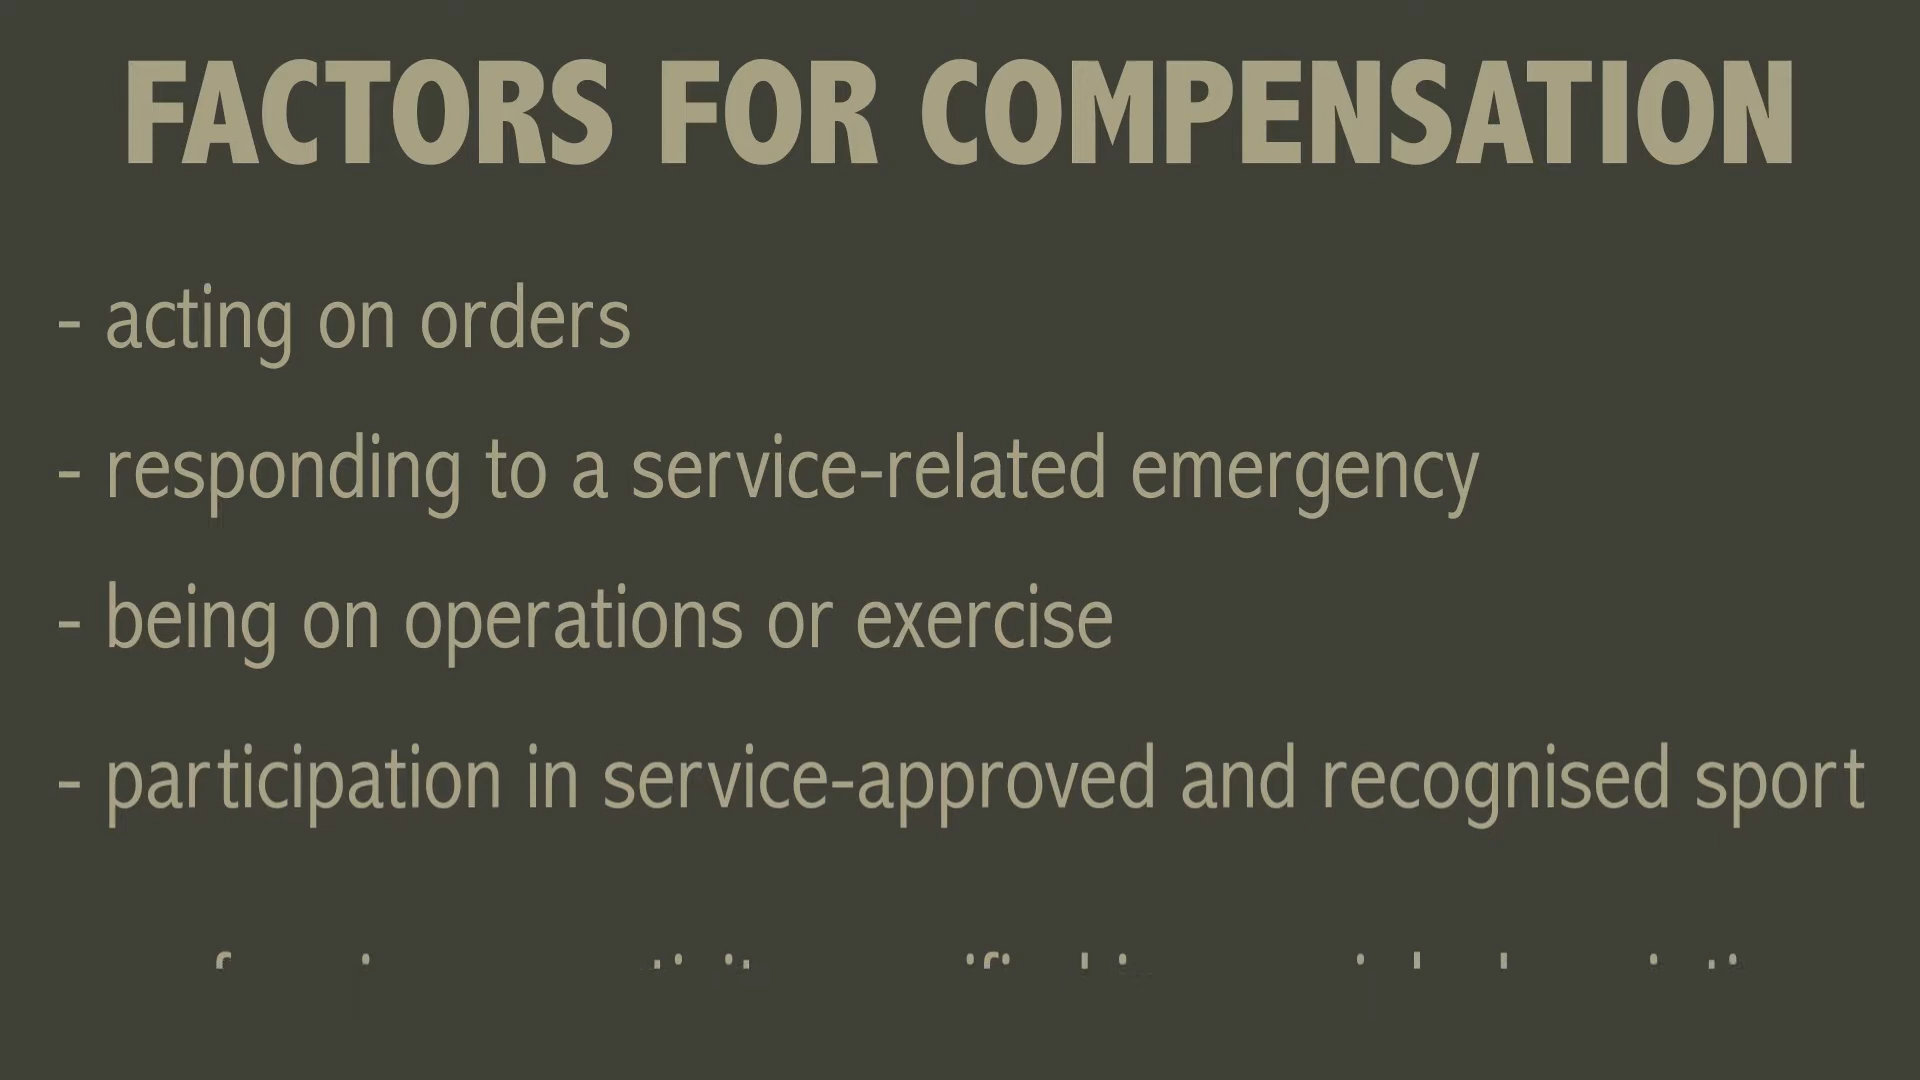 FACTORS FOR COMPENSATION
- acting on orders
- responding to a service-related emergency
- being on operations or exercise
- participation in service-approved and recognised sport